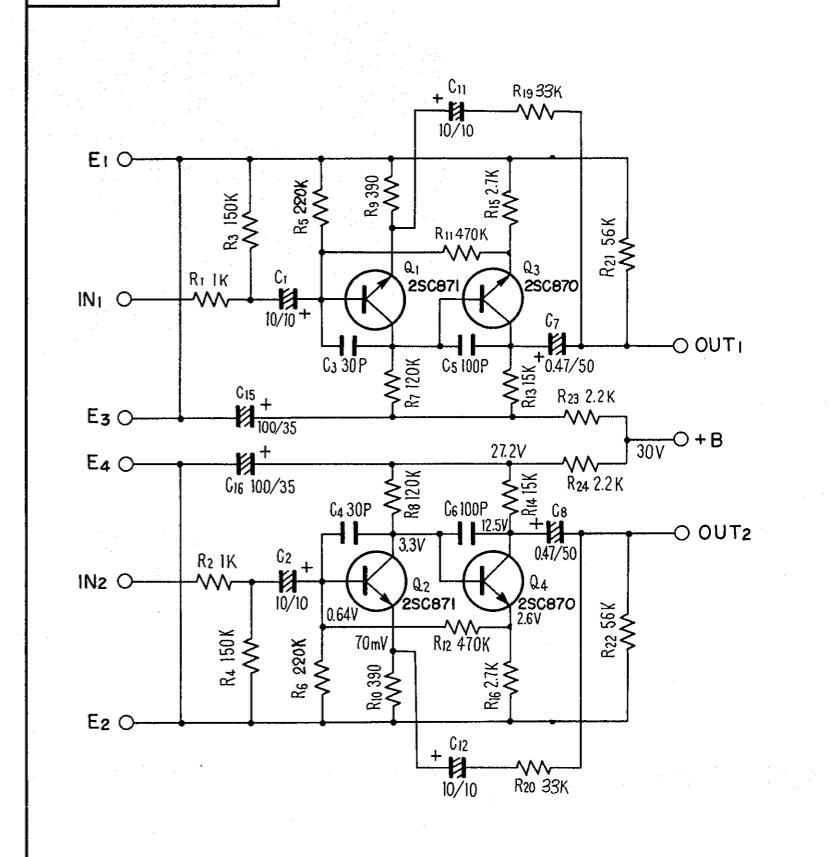 C11
R19 33K
10/10
E1
R3 150K
R5 220K
R9 390
R15 2.7K
R11 470K
R21 56K
Q1
2SC871
Q3
2SC870
IN1
R1 1K
C1
10/10
C7
0.47/50
OUT1
C3 30P
C5 100P
R7 120K
R13 15K
R23 2.2K
E3
C15
100/35
+B
30V
E4
C16 100/35
27.2V
R24 2.2K
R8 120K
R14 15K
C4 30P
C6 100P
12.5V
C8
0.47/50
OUT2
3.3V
IN2
R2 1K
C2
10/10
Q2
2SC871
Q4
2SC870
0.64V
2.6V
70mV
R12 470K
R4 150K
R6 220K
R10 390
R16 2.7K
R22 56K
E2
C12
10/10
R20 33K